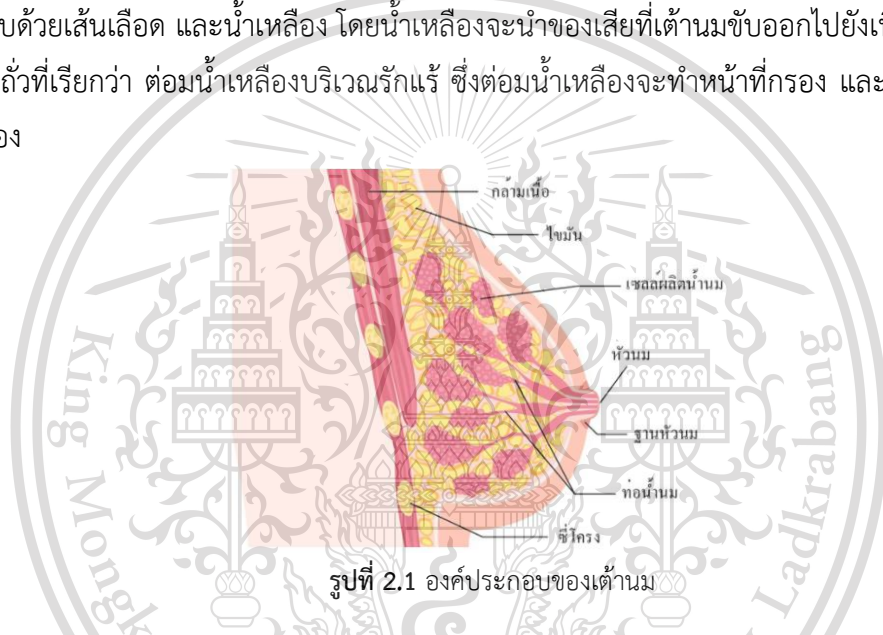 บด้วยเส้นเลือด และน้ำเหลือง โดยน้ำเหลืองจะนำของเสียที่เต้านมขับออกไปยังเ
ถั่วที่เรียกว่า ต่อมน้ำเหลืองบริเวณรักแร้ ซึ่งต่อมน้ำเหลืองจะทำหน้าที่กรอง และ
อง
กล้ามเนื้อ
ไขมัน
เซลล์ผลิตน้ำนม
หัวนม
ฐานหัวนม
ท่อน้ำนม
ซี่โครง
รูปที่ 2.1 องค์ประกอบของเต้านม
King Mongk
Ladkrabang